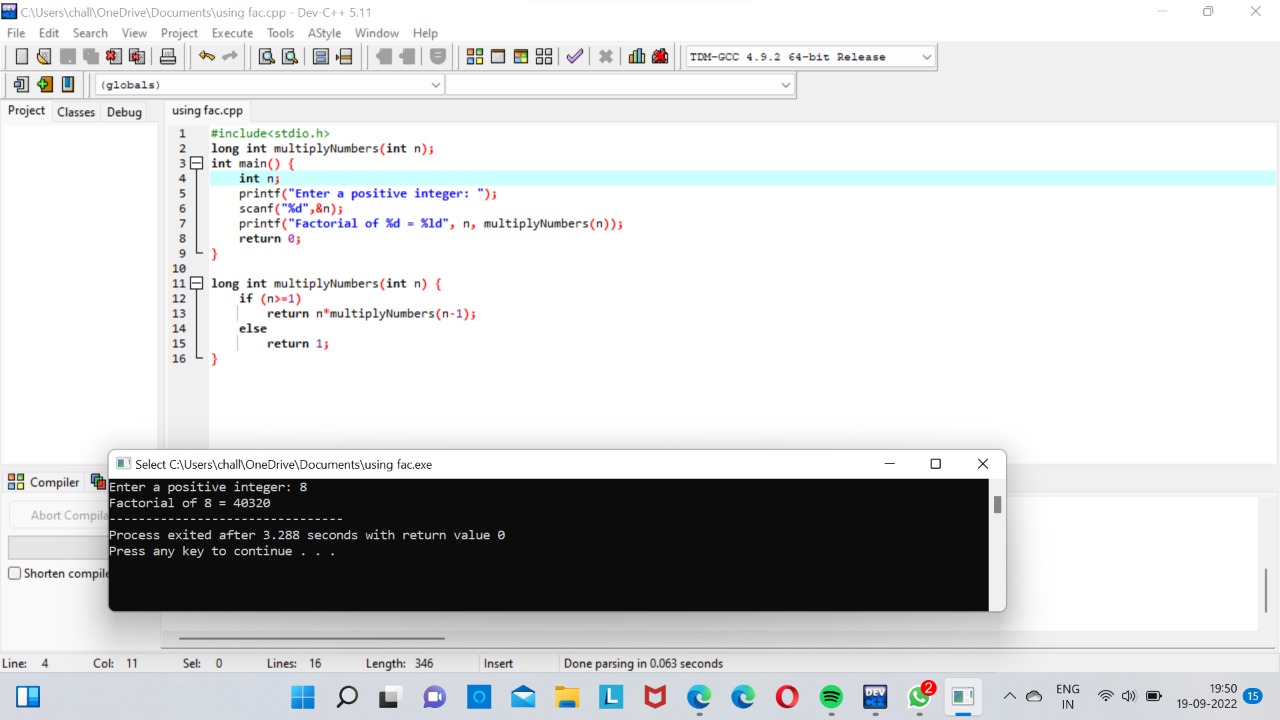 C:\Users\chall\OneDrive\Documents\using fac.cpp - Dev-C++ 5.11
File Edit Search View Project Execute Tools AStyle Window Help
TDM-GCC 4.9.2 64-bit Release
(globals)
Project Classes Debug using fac.cpp
1 #include<stdio.h>
2 long int multiplyNumbers(int n);
3 int main() {
4 int n;
5 printf("Enter a positive integer: ");
6 scanf("%d",&n);
7 printf("Factorial of %d = %ld", n, multiplyNumbers(n));
8 return 0;
9 }
10
11 long int multiplyNumbers(int n) {
12 if (n>=1)
13 return n*multiplyNumbers(n-1);
14 else
15 return 1;
16 }
Select C:\Users\chall\OneDrive\Documents\using fac.exe
Compiler
Enter a positive integer: 8
Factorial of 8 = 40320
--------------------------------
Process exited after 3.288 seconds with return value 0
Press any key to continue . . .
Abort Compila
Shorten compile
Line: 4 Col: 11 Sel: 0 Lines: 16 Length: 346 Insert Done parsing in 0.063 seconds
L DEV 2 ENG IN 19:50 19-09-2022 15